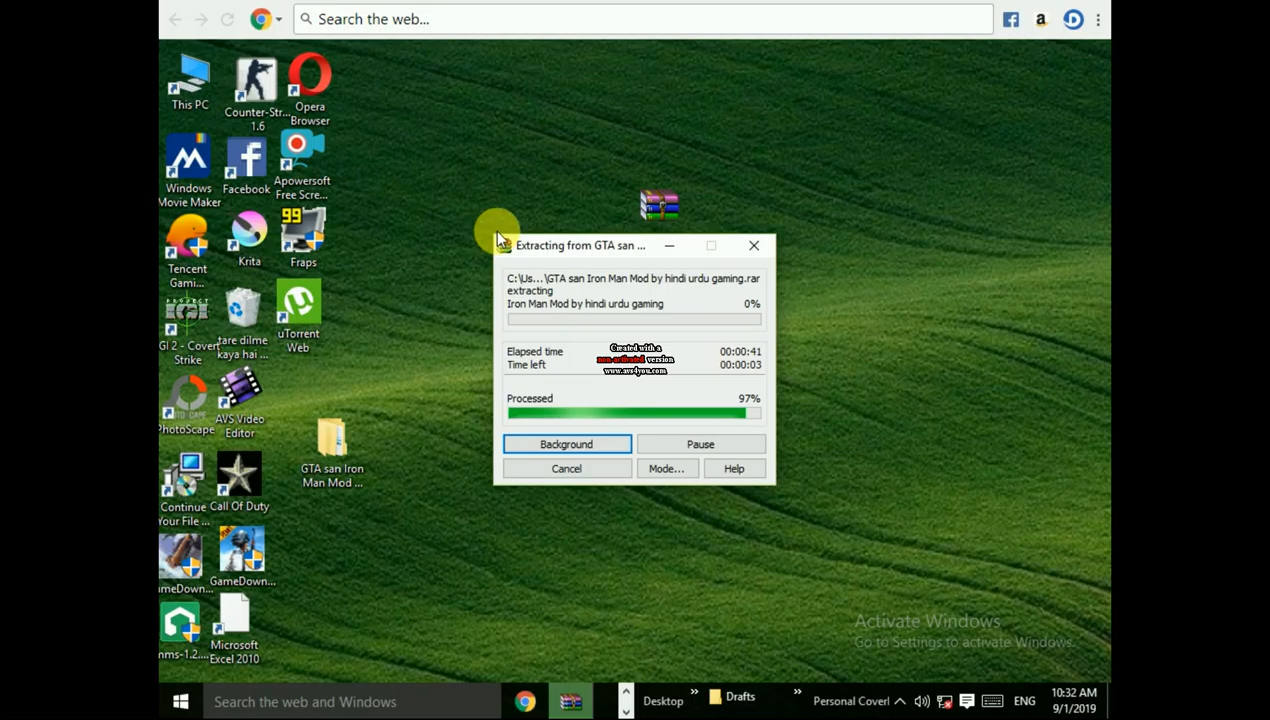 Search the web...
This PC
Counter-Str...
1.6
Opera
Browser
Windows
Movie Maker
Facebook
Apowersoft
Free Scre...
99
Tencent
Gami...
Krita
Fraps
PROJECT
GI 2 - Covert
Strike
tare dilme
kaya hai ...
uTorrent
Web
PhotoScape
AVS Video
Editor
Continue
Your File ...
Call Of Duty
GTA san Iron
Man Mod ...
meDown...
GameDown...
mms-1.2....
Microsoft
Excel 2010
Extracting from GTA san ...
C:\Us...\GTA san Iron Man Mod by hindi urdu gaming.rar
extracting
Iron Man Mod by hindi urdu gaming 0%
Elapsed time 00:00:41
Time left 00:00:03
Created with a
non-activated version
www.avs4you.com
Processed 97%
Background Pause
Cancel Mode... Help
Activate Windows
Go to Settings to activate Windows.
Search the web and Windows
Desktop
Drafts
Personal Coverl
ENG
10:32 AM
9/1/2019